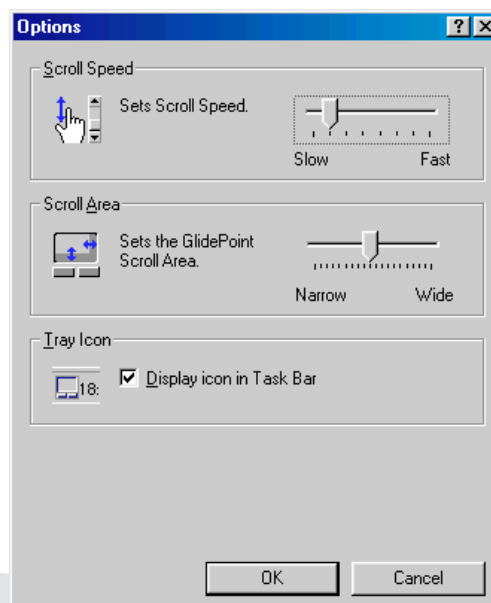 Options
Scroll Speed
Sets Scroll Speed.
Slow Fast
Scroll Area
Sets the GlidePoint
Scroll Area.
Narrow Wide
Tray Icon
18:
Display icon in Task Bar
OK Cancel